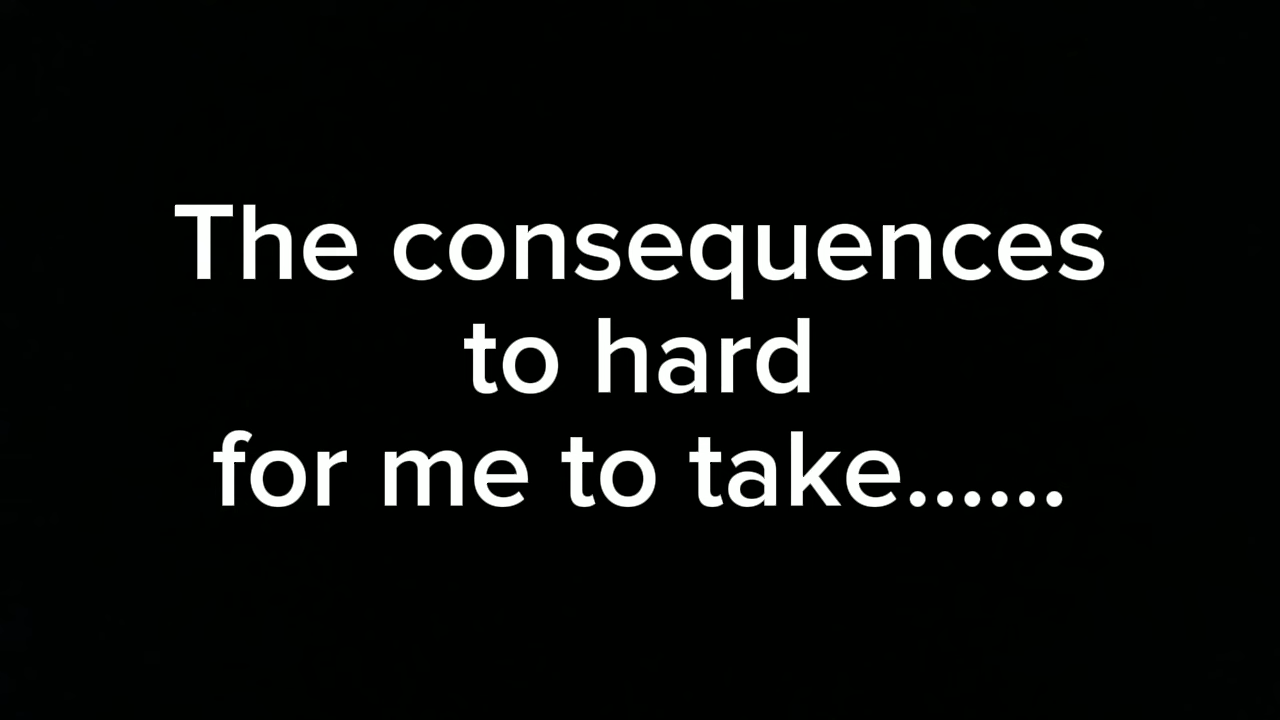 The consequences
to hard
for me to take......